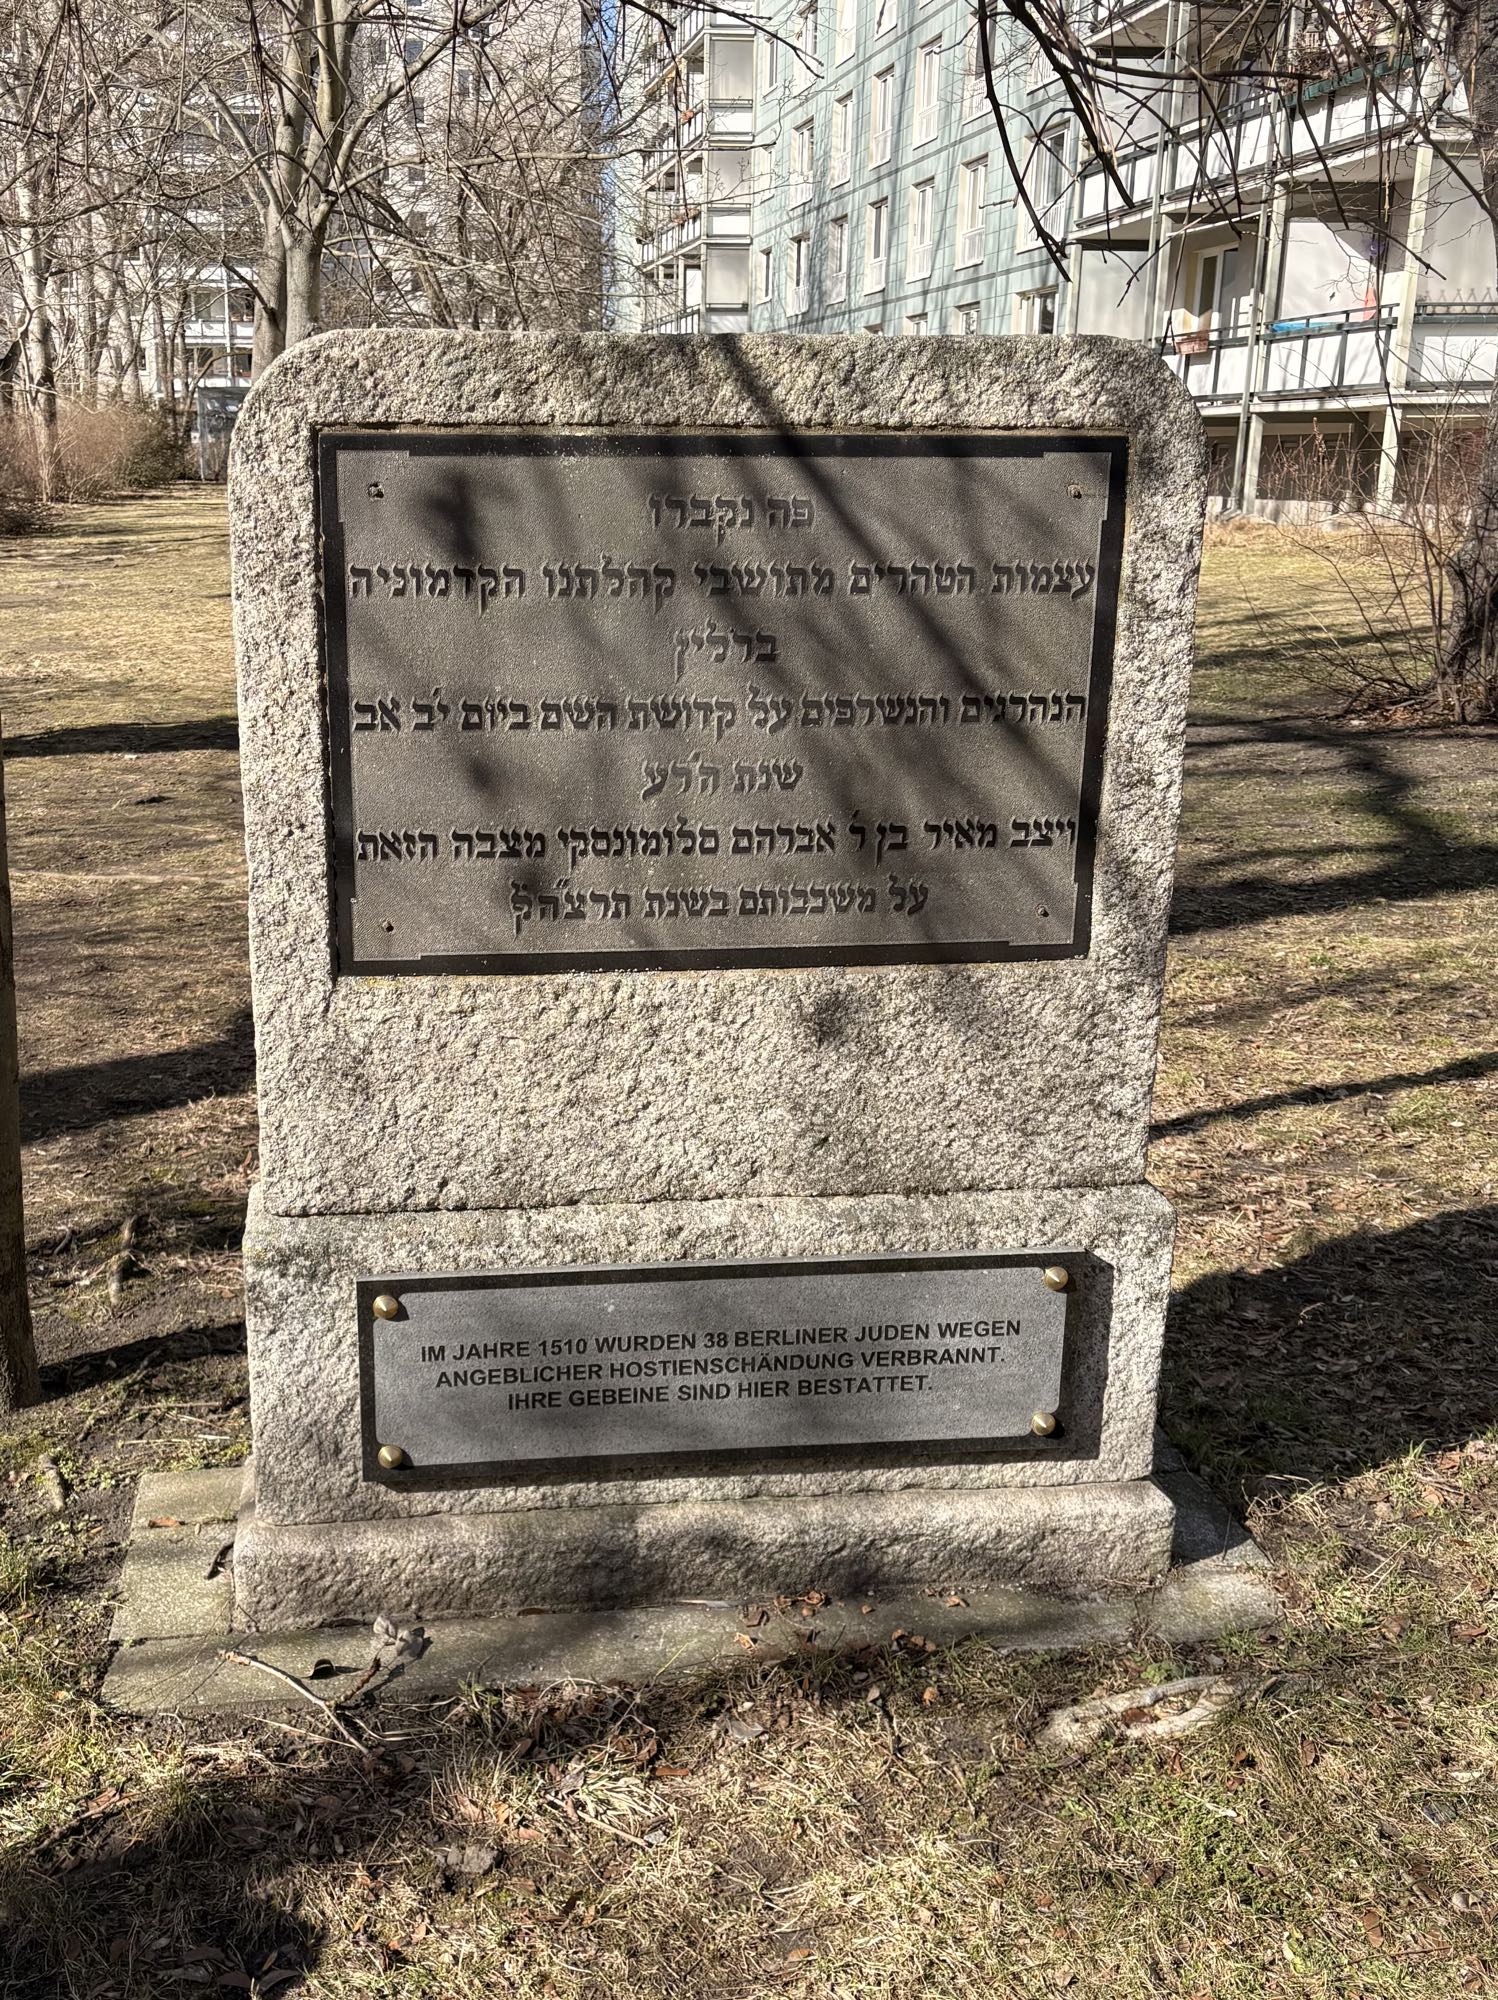 פה נקברו
עצמות הטהרים מתושבי קהלתנו הקדמוניה
ברלין
הנהרגים והנשרפים על קדושת השם ביום י׳ב אב
שנת ה׳רע
ויצב מאיר בן ר׳ אברהם סלומונסקי מצבה הזאת
על משכבותם בשנת תרצ״ה לֿ
IM JAHRE 1510 WURDEN 38 BERLINER JUDEN WEGEN
ANGEBLICHER HOSTIENSCHÄNDUNG VERBRANNT.
IHRE GEBEINE SIND HIER BESTATTET.